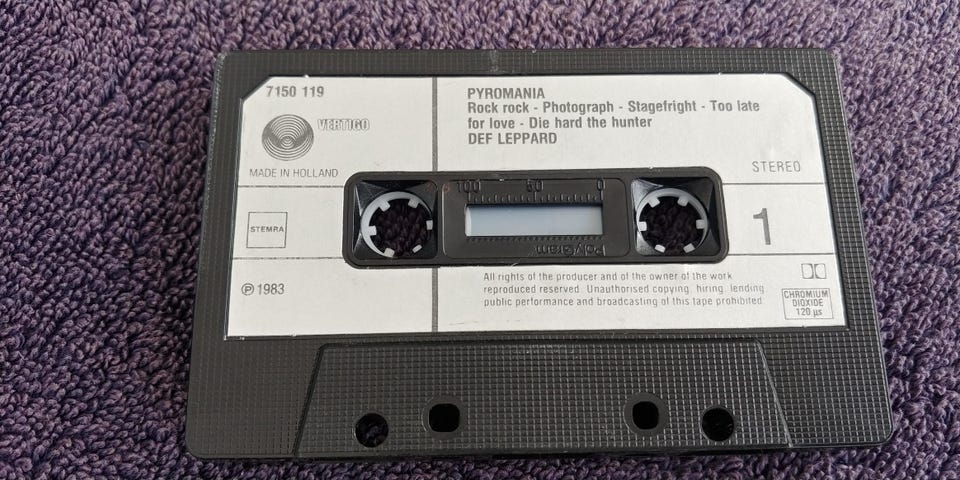 7150 119
VERTIGO
MADE IN HOLLAND
PYROMANIA
Rock rock - Photograph - Stagefright - Too late
for love - Die hard the hunter
DEF LEPPARD
STEREO
100 50 0
PolyGram
STEMRA
1
℗ 1983
All rights of the producer and of the owner of the work
reproduced reserved. Unauthorised copying, hiring, lending
public performance and broadcasting of this tape prohibited
CHROMIUM
DIOXIDE
120 µs